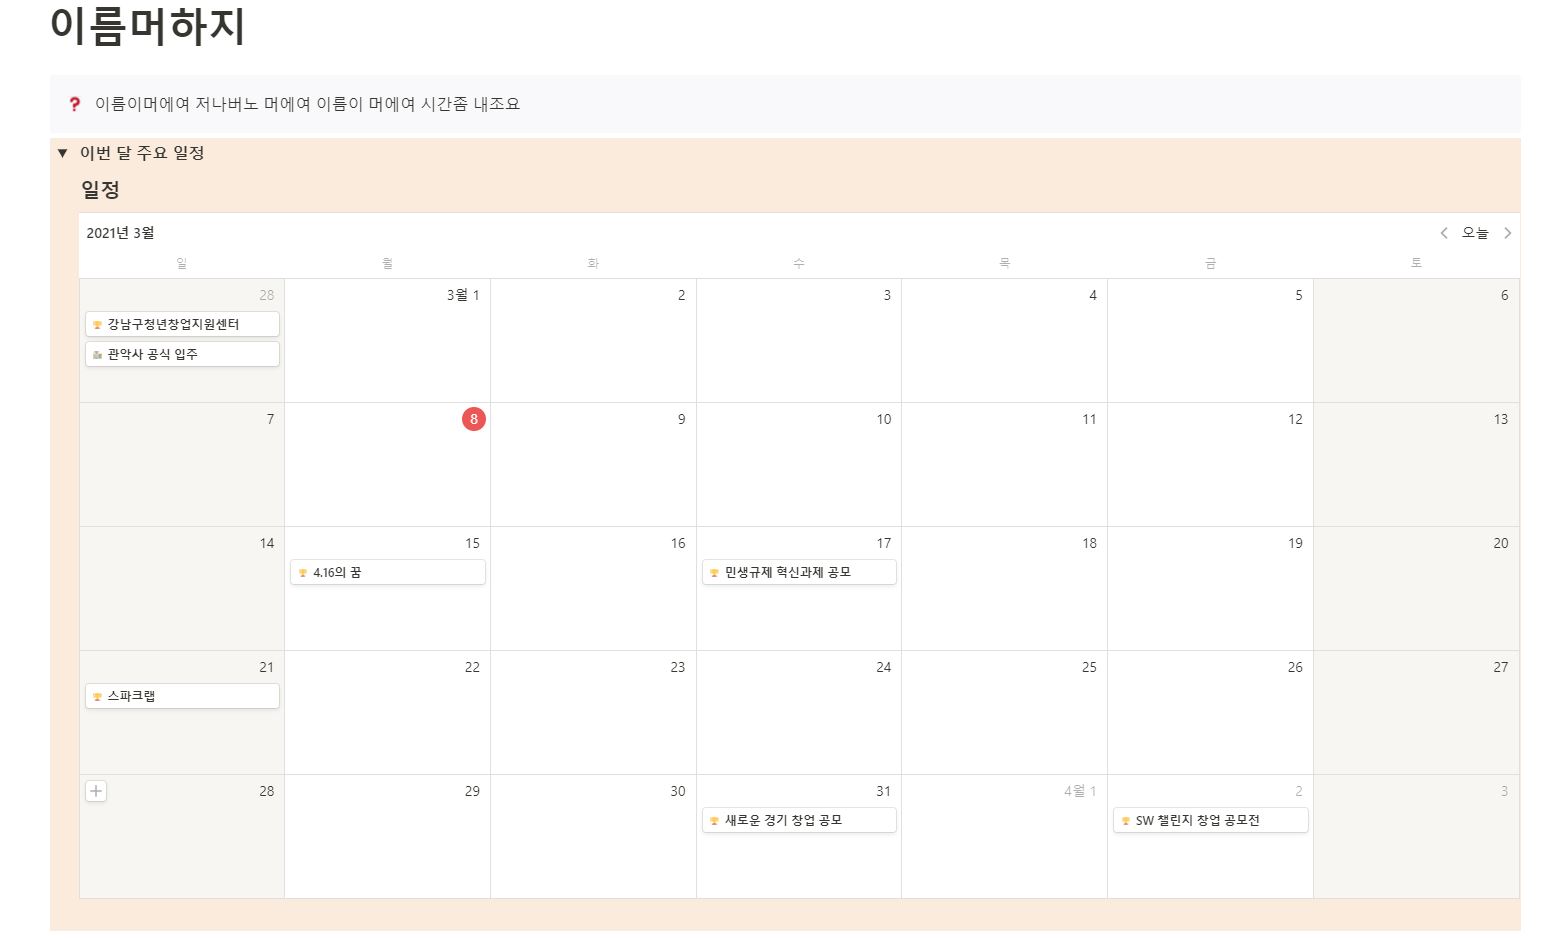 이름머하지
이름이머에여 저나버노 머에여 이름이 머에여 시간좀 내조요
이번 달 주요 일정
일정
2021년 3월
오늘
일 월 화 수 목 금 토
28 3월 1 2 3 4 5 6
강남구청년창업지원센터
관악사 공식 입주
7 8 9 10 11 12 13
14 15 16 17 18 19 20
4.16의 꿈 민생규제 혁신과제 공모
21 22 23 24 25 26 27
스파크랩
28 29 30 31 4월 1 2 3
새로운 경기 창업 공모 SW 챌린지 창업 공모전